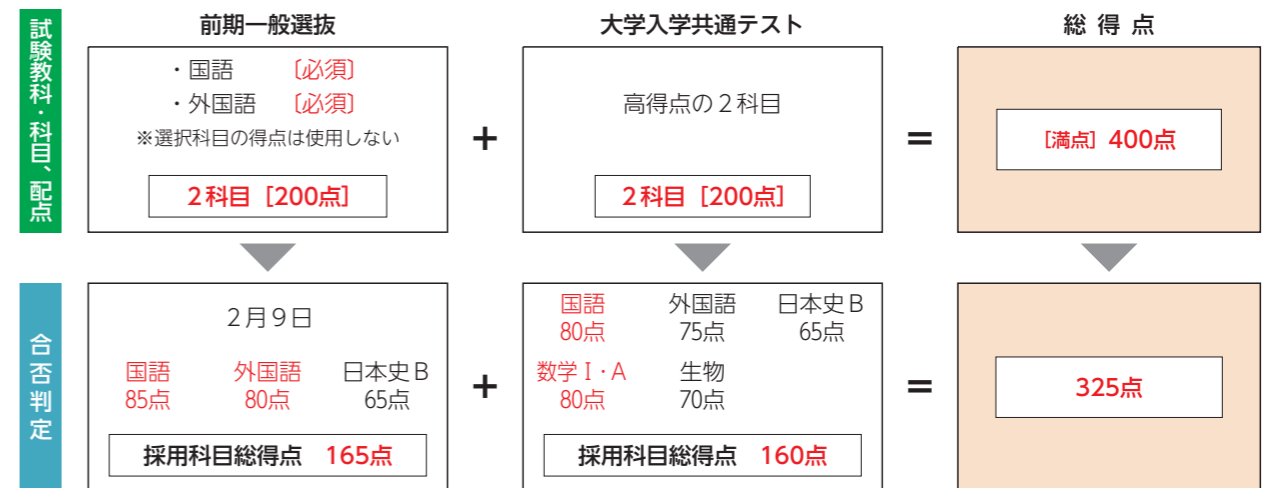 試験教科・科目、配点
前期一般選抜
・国語 〔必須〕
・外国語 〔必須〕
※選択科目の得点は使用しない
2科目［200点］
+
大学入学共通テスト
高得点の2科目
2科目［200点］
=
総得点
［満点］400点
合否判定
2月9日
国語 外国語 日本史B
85点 80点 65点
採用科目総得点 165点
+
国語 外国語 日本史B
80点 75点 65点
数学Ⅰ・A 生物
80点 70点
採用科目総得点 160点
=
325点